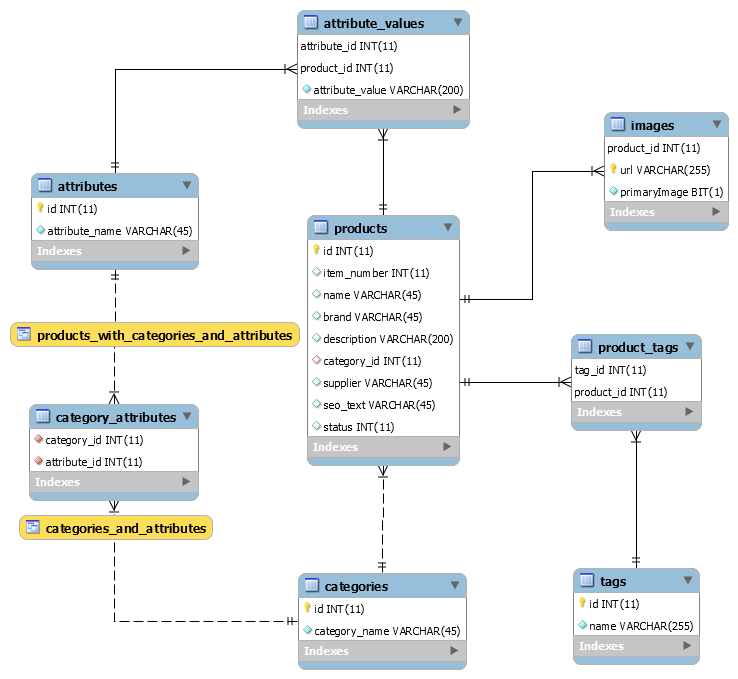 attribute_values
attribute_id INT(11)
product_id INT(11)
attribute_value VARCHAR(200)
Indexes
images
product_id INT(11)
url VARCHAR(255)
primaryImage BIT(1)
Indexes
attributes
id INT(11)
attribute_name VARCHAR(45)
Indexes
products
id INT(11)
item_number INT(11)
name VARCHAR(45)
brand VARCHAR(45)
description VARCHAR(200)
category_id INT(11)
supplier VARCHAR(45)
seo_text VARCHAR(45)
status INT(11)
Indexes
products_with_categories_and_attributes
product_tags
tag_id INT(11)
product_id INT(11)
Indexes
category_attributes
category_id INT(11)
attribute_id INT(11)
Indexes
categories_and_attributes
categories
id INT(11)
category_name VARCHAR(45)
Indexes
tags
id INT(11)
name VARCHAR(255)
Indexes